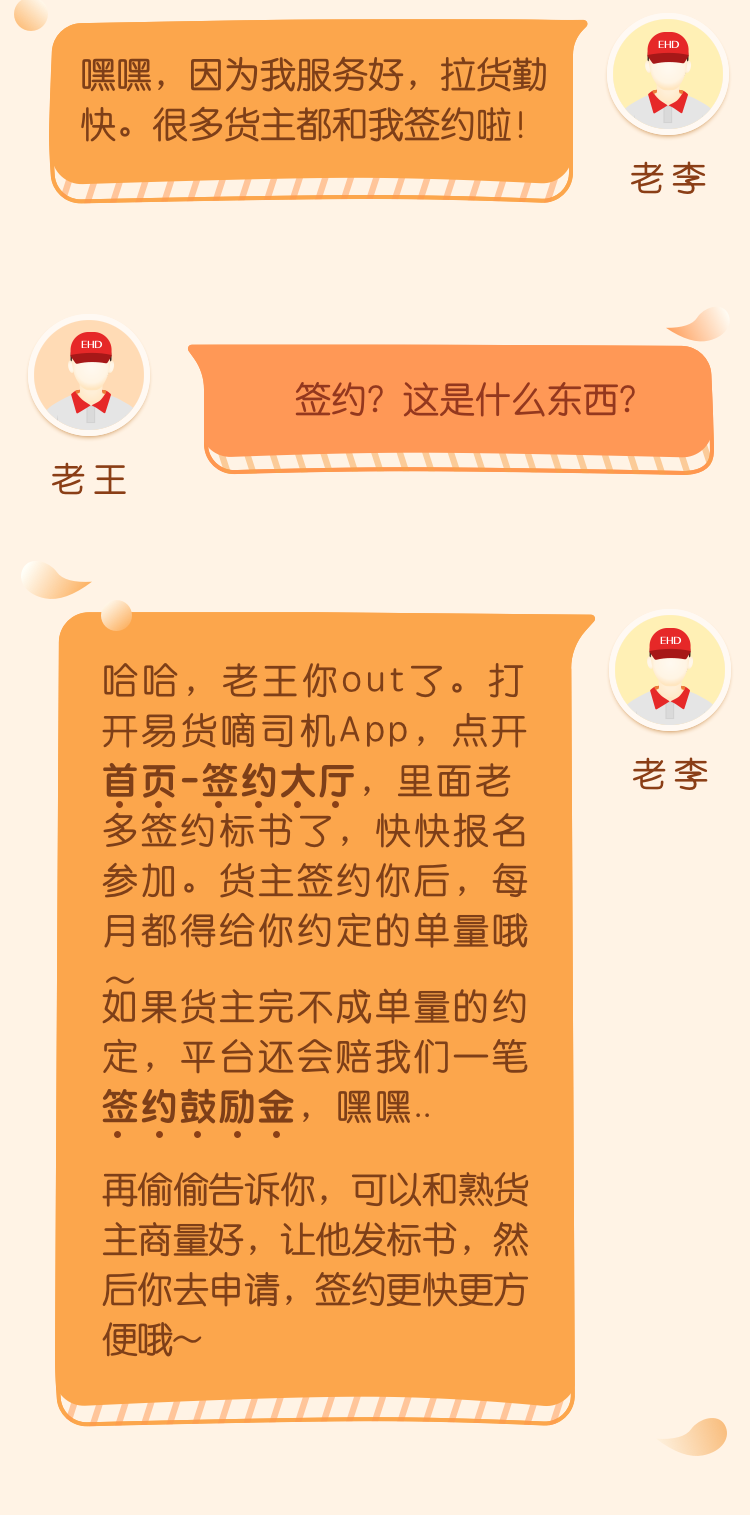 嘿嘿，因为我服务好，拉货勤
快。很多货主都和我签约啦！
EHD
老李
EHD
老王
签约？这是什么东西？
EHD
老李
哈哈，老王你out了。打
开易货嘀司机App，点开
首页-签约大厅，里面老
多签约标书了，快快报名
参加。货主签约你后，每
月都得给你约定的单量哦
～
如果货主完不成单量的约
定，平台还会赔我们一笔
签约鼓励金，嘿嘿..
再偷偷告诉你，可以和熟货
主商量好，让他发标书，然
后你去申请，签约更快更方
便哦～